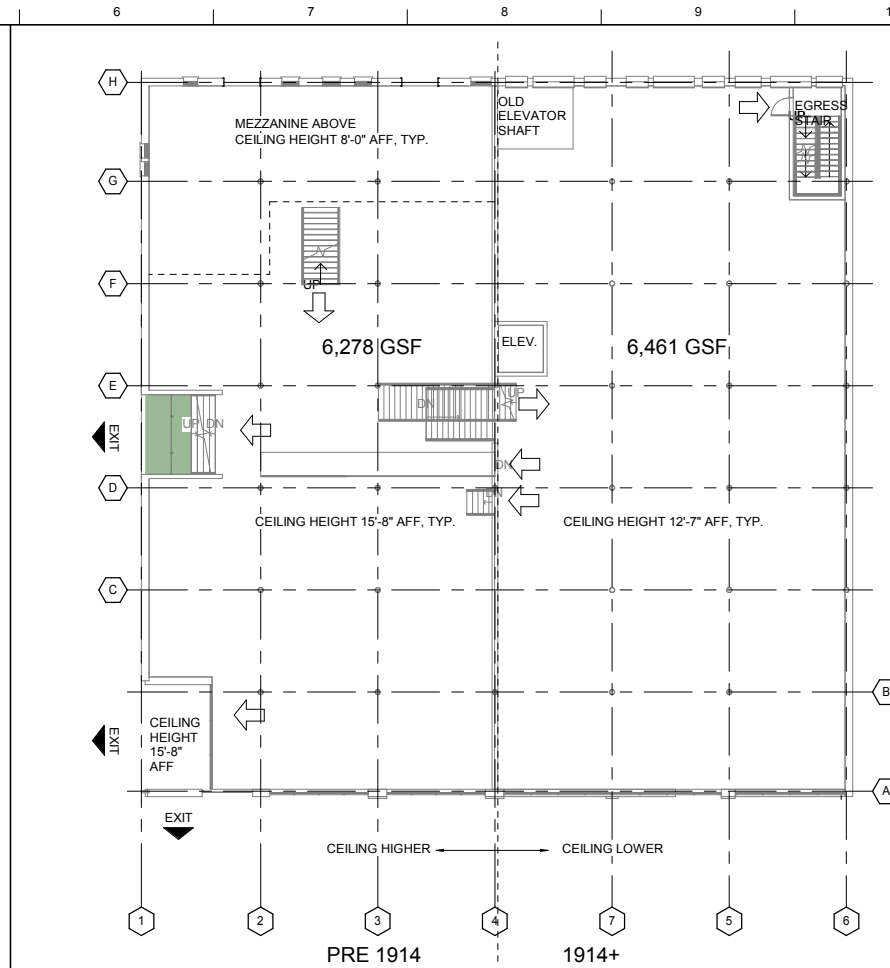 6 7 8 9 1
H
OLD
ELEVATOR
SHAFT
EGRESS
STAIR
UP
MEZZANINE ABOVE
CEILING HEIGHT 8'-0" AFF, TYP.
G
F
UP
6,278 GSF
ELEV.
6,461 GSF
E
DN
UP
UP DN
EXIT
DN
D
DN
CEILING HEIGHT 15'-8" AFF, TYP.
CEILING HEIGHT 12'-7" AFF, TYP.
C
B
CEILING
HEIGHT
15'-8"
AFF
EXIT
A
EXIT
CEILING HIGHER
CEILING LOWER
1 2 3 4 7 5 6
PRE 1914
1914+